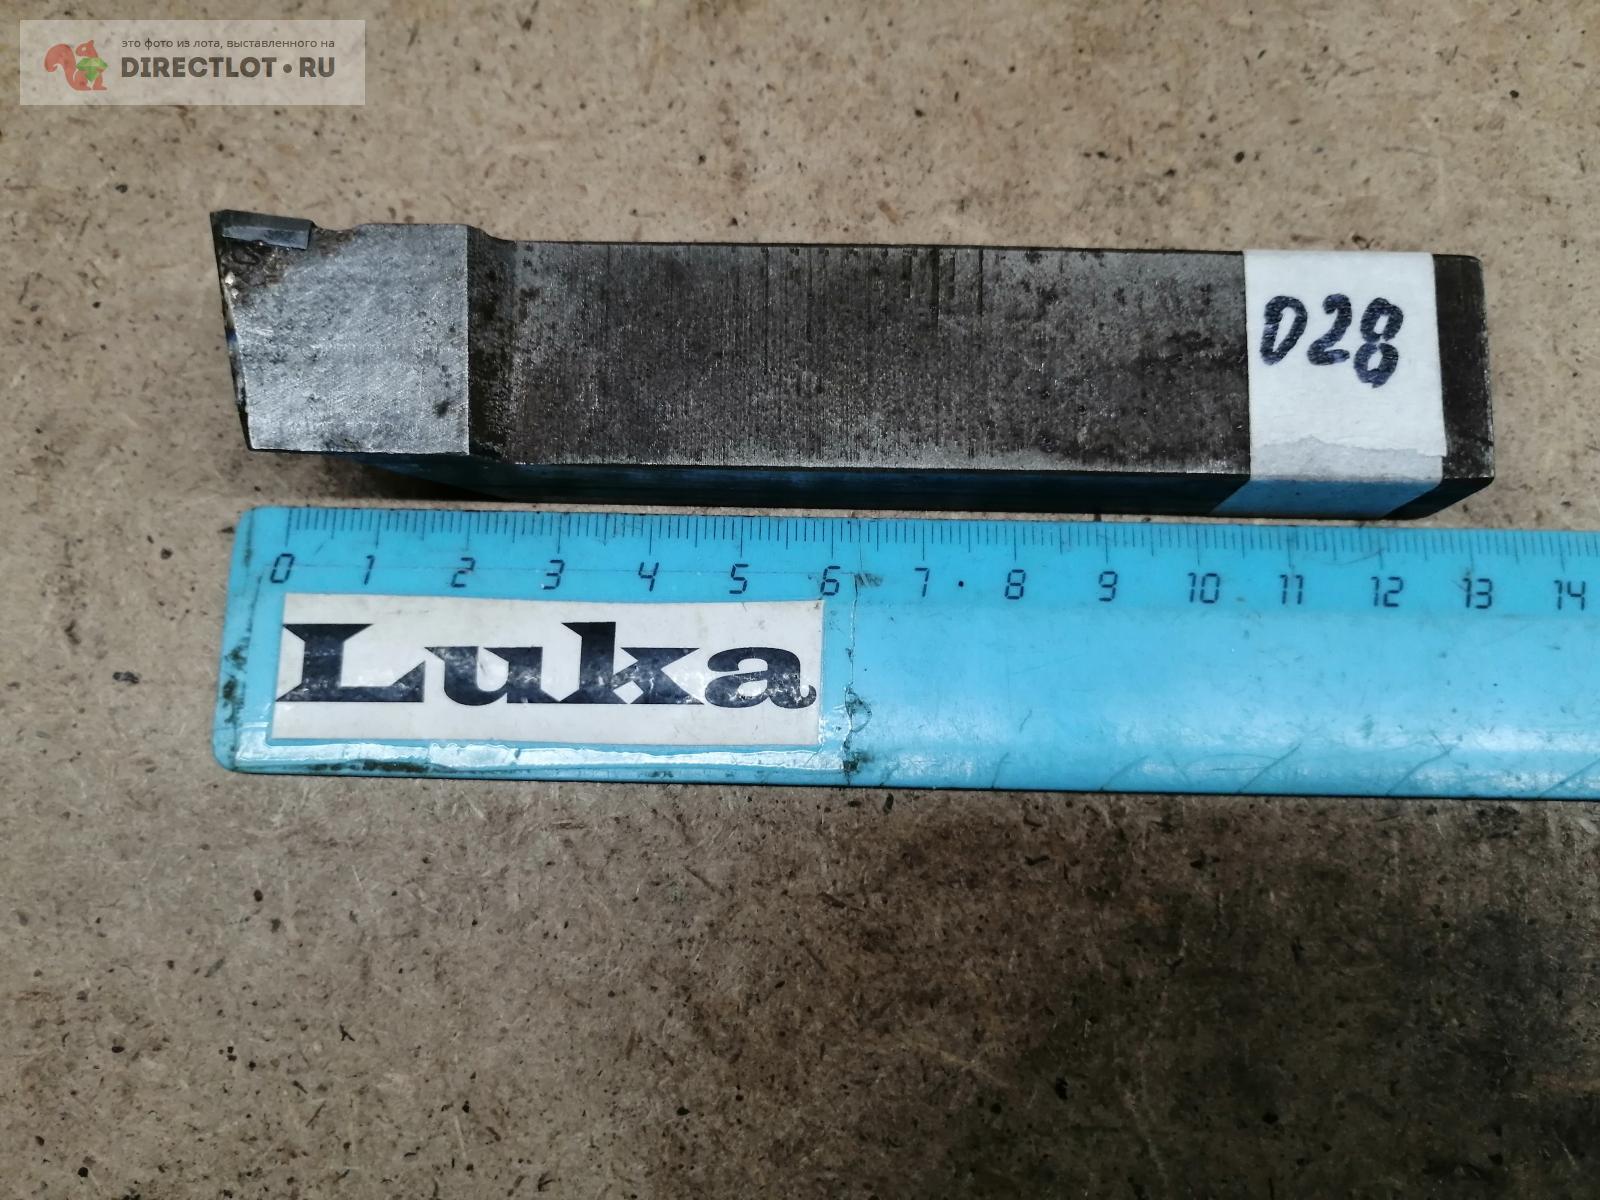 это фото из лота, выставленного на
DIRECTLOT•RU
D28
0 1 2 3 4 5 6 7 8 9 10 11 12 13 14
Luka